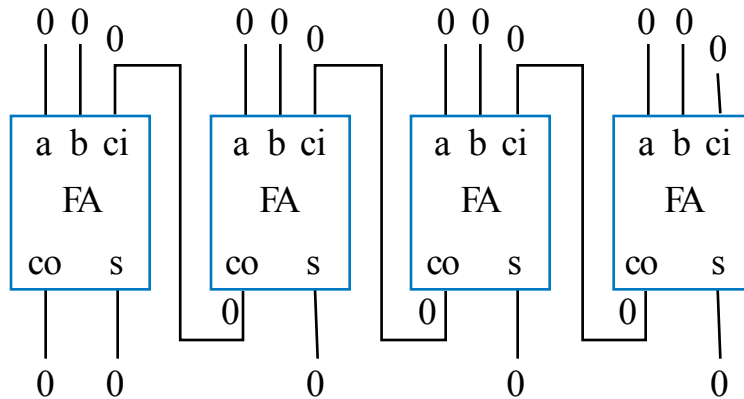 0 0 0 0 0 0 0 0 0 0 0 0
a b ci a b ci a b ci a b ci
FA FA FA FA
co s co s co s co s
0 0 0
0 0 0 0 0